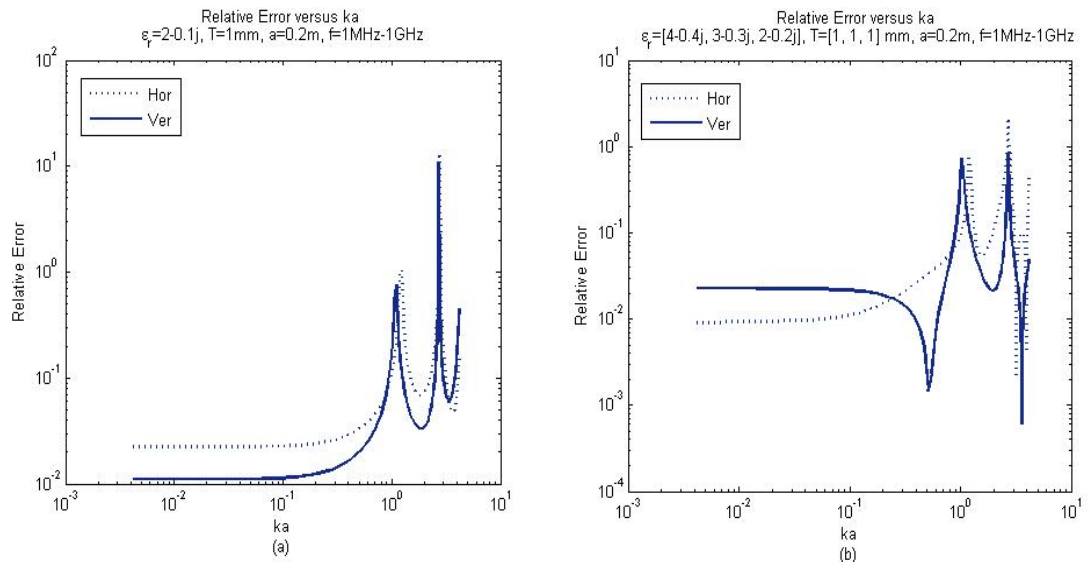 Relative Error versus ka
εr=2-0.1j, T=1mm, a=0.2m, f=1MHz-1GHz
10^2
10^1
10^0
10^-1
10^-2
Hor
Ver
Relative Error
10^-3
10^-2
10^-1
10^0
10^1
ka
(a)
Relative Error versus ka
εr=[4-0.4j, 3-0.3j, 2-0.2j], T=[1, 1, 1] mm, a=0.2m, f=1MHz-1GHz
10^1
10^0
10^-1
10^-2
10^-3
10^-4
Hor
Ver
Relative Error
10^-3
10^-2
10^-1
10^0
10^1
ka
(b)